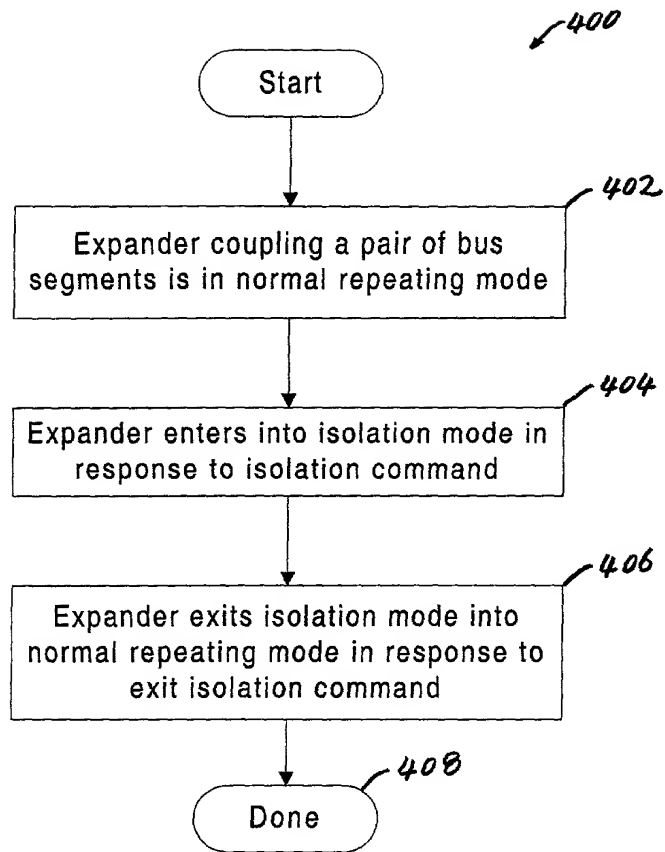 400
Start
402
Expander coupling a pair of bus
segments is in normal repeating mode
404
Expander enters into isolation mode in
response to isolation command
406
Expander exits isolation mode into
normal repeating mode in response to
exit isolation command
408
Done